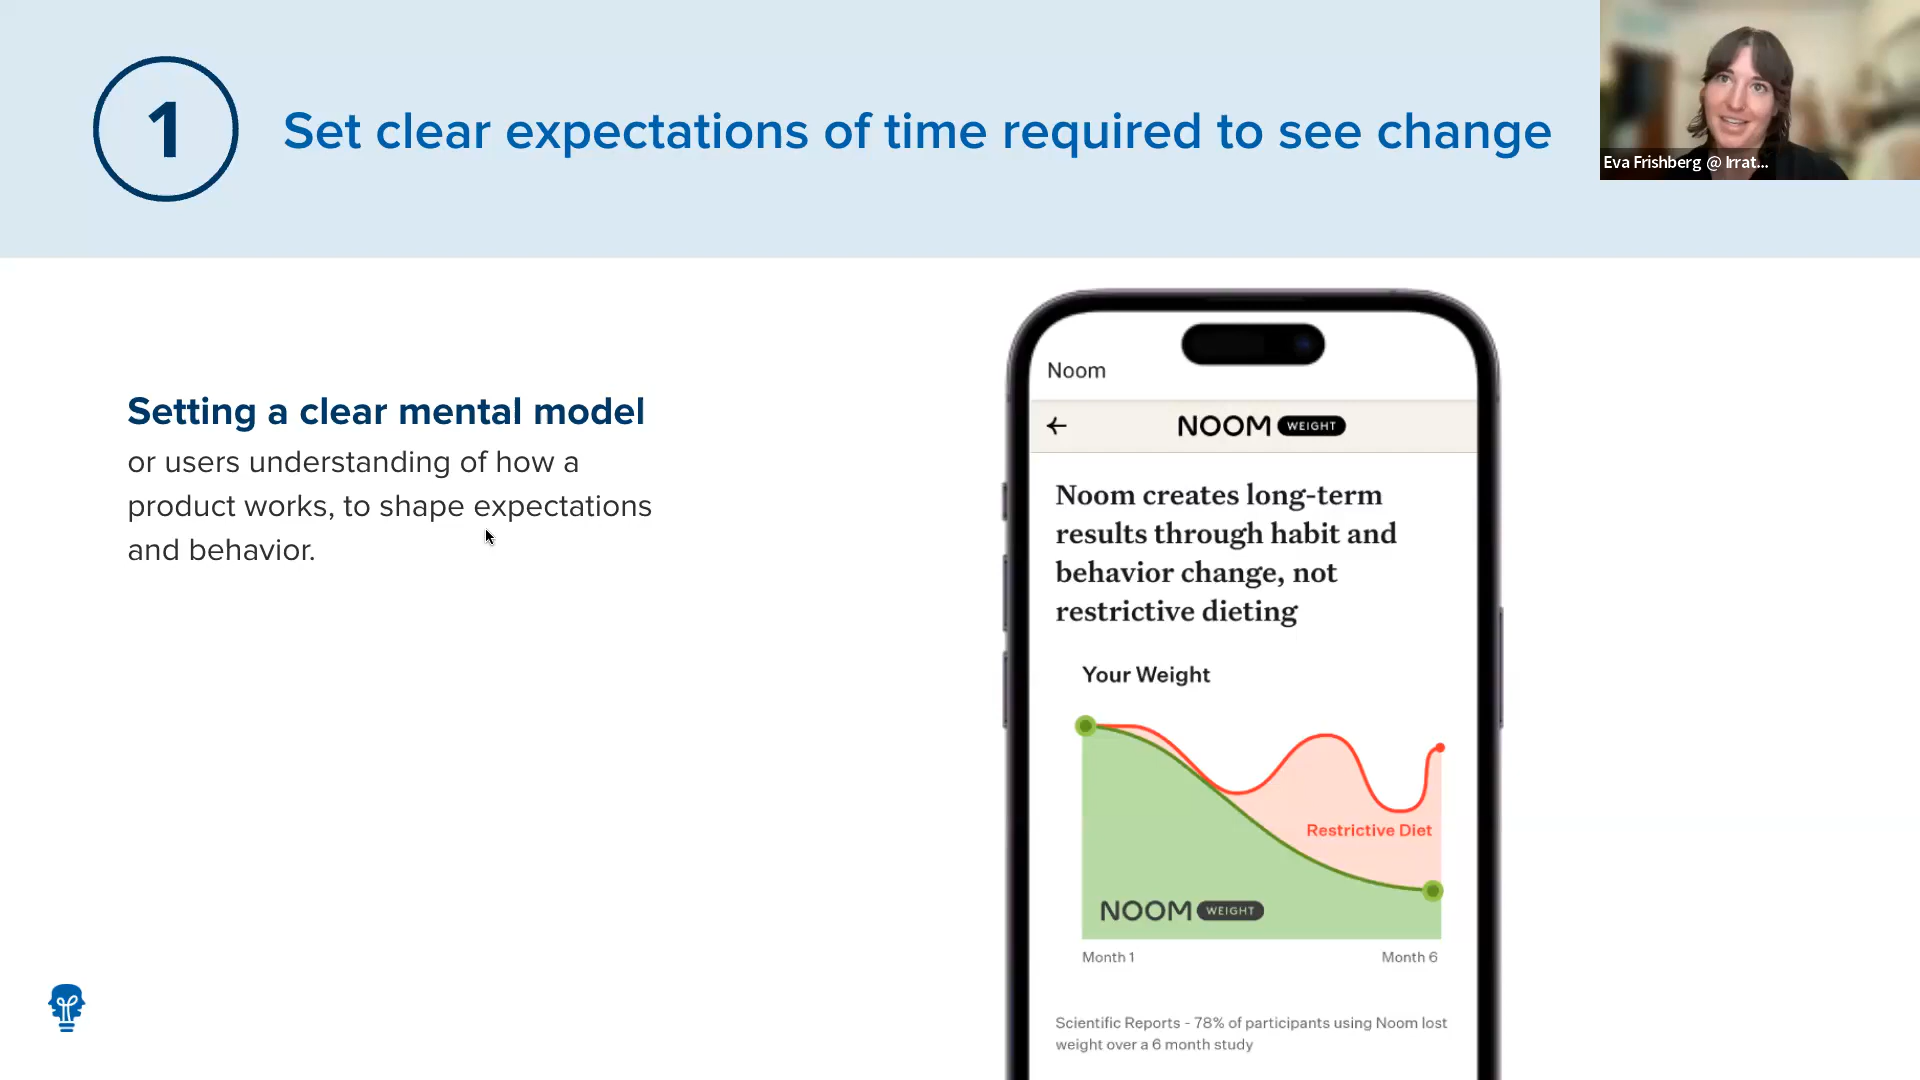 1
Set clear expectations of time required to see change
Eva Frishberg @ Irrat...
Setting a clear mental model
or users understanding of how a
product works, to shape expectations
and behavior.
Noom
NOOM WEIGHT
Noom creates long-term
results through habit and
behavior change, not
restrictive dieting
Your Weight
Restrictive Diet
NOOM WEIGHT
Month 1
Month 6
Scientific Reports - 78% of participants using Noom lost
weight over a 6 month study